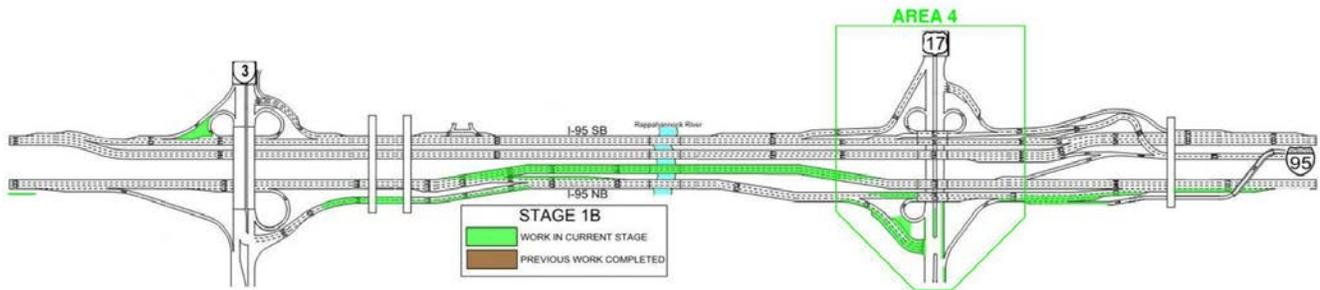 AREA 4
17
3
Rappahannock River
I-95 SB
95
I-95 NB
STAGE 1B
WORK IN CURRENT STAGE
PREVIOUS WORK COMPLETED